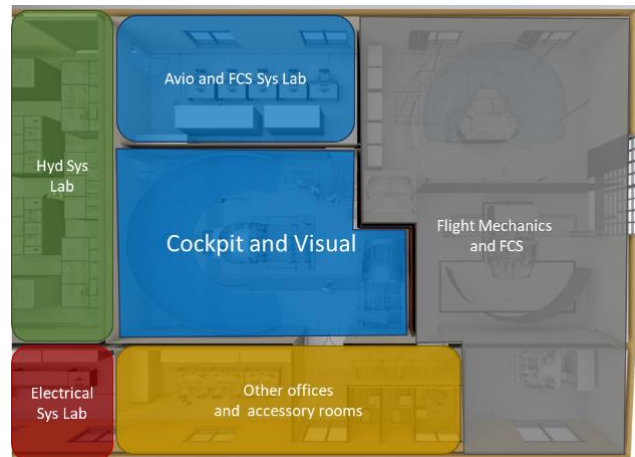 Avio and FCS Sys Lab
Hyd Sys
Lab
Cockpit and Visual
Flight Mechanics
and FCS
Electrical
Sys Lab
Other offices
and accessory rooms